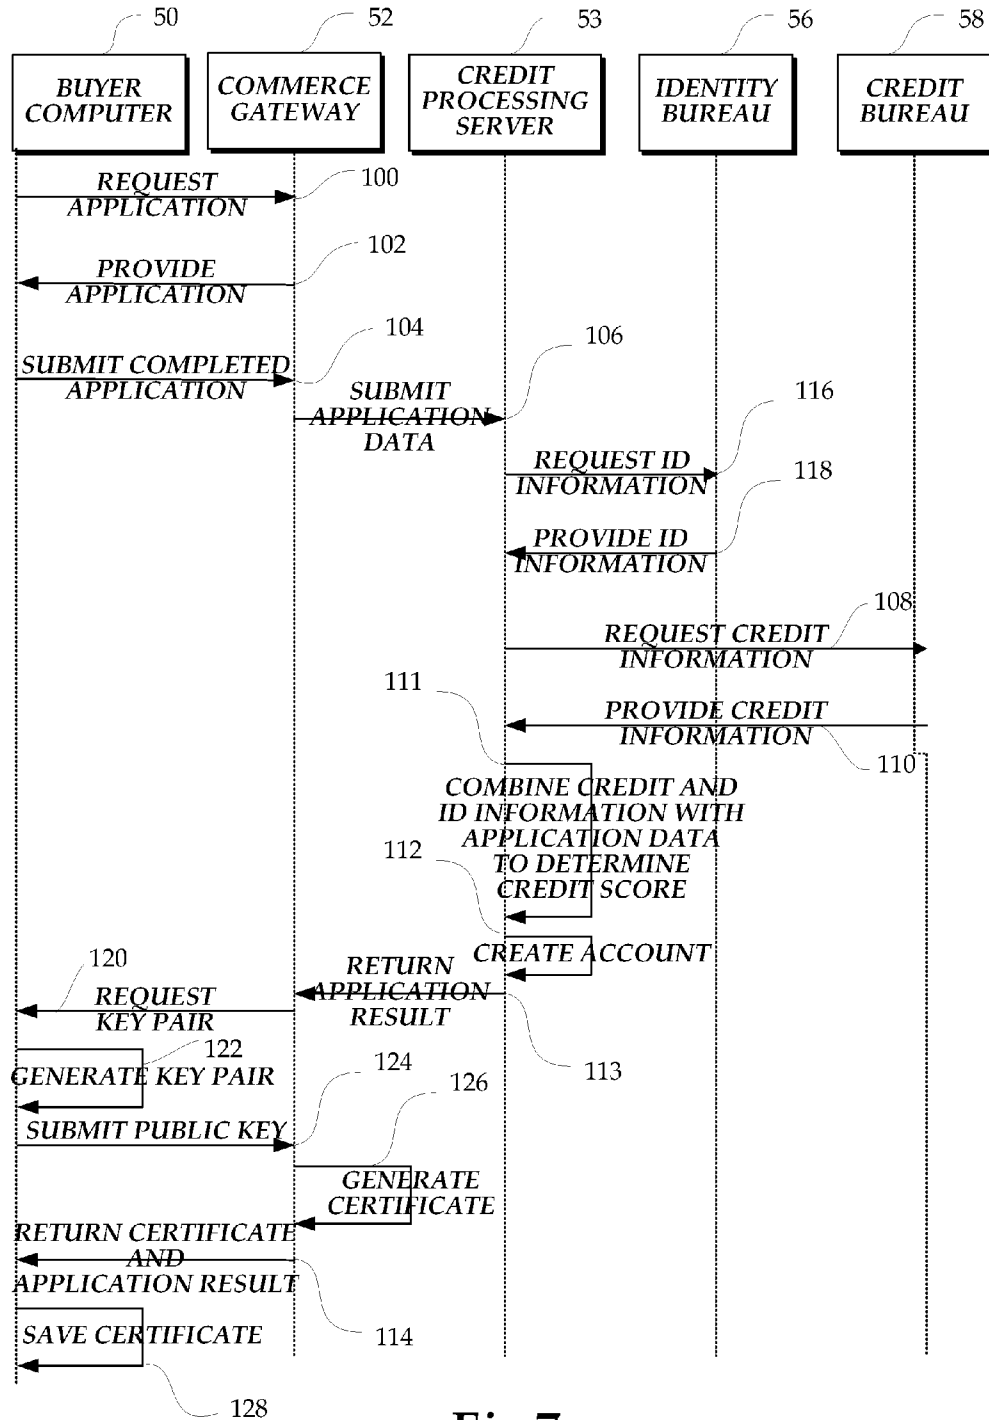 50
52
53
56
58
BUYER
COMPUTER
COMMERCE
GATEWAY
CREDIT
PROCESSING
SERVER
IDENTITY
BUREAU
CREDIT
BUREAU
REQUEST
APPLICATION
100
PROVIDE
APPLICATION
102
SUBMIT COMPLETED
APPLICATION
104
SUBMIT
APPLICATION
DATA
106
REQUEST ID
INFORMATION
116
PROVIDE ID
INFORMATION
118
REQUEST CREDIT
INFORMATION
108
PROVIDE CREDIT
INFORMATION
110
111
COMBINE CREDIT AND
ID INFORMATION WITH
APPLICATION DATA
TO DETERMINE
CREDIT SCORE
112
CREATE ACCOUNT
RETURN
APPLICATION
RESULT
113
120
REQUEST
KEY PAIR
122
GENERATE KEY PAIR
124
SUBMIT PUBLIC KEY
126
GENERATE
CERTIFICATE
RETURN CERTIFICATE
AND
APPLICATION RESULT
114
SAVE CERTIFICATE
128
Fig 7